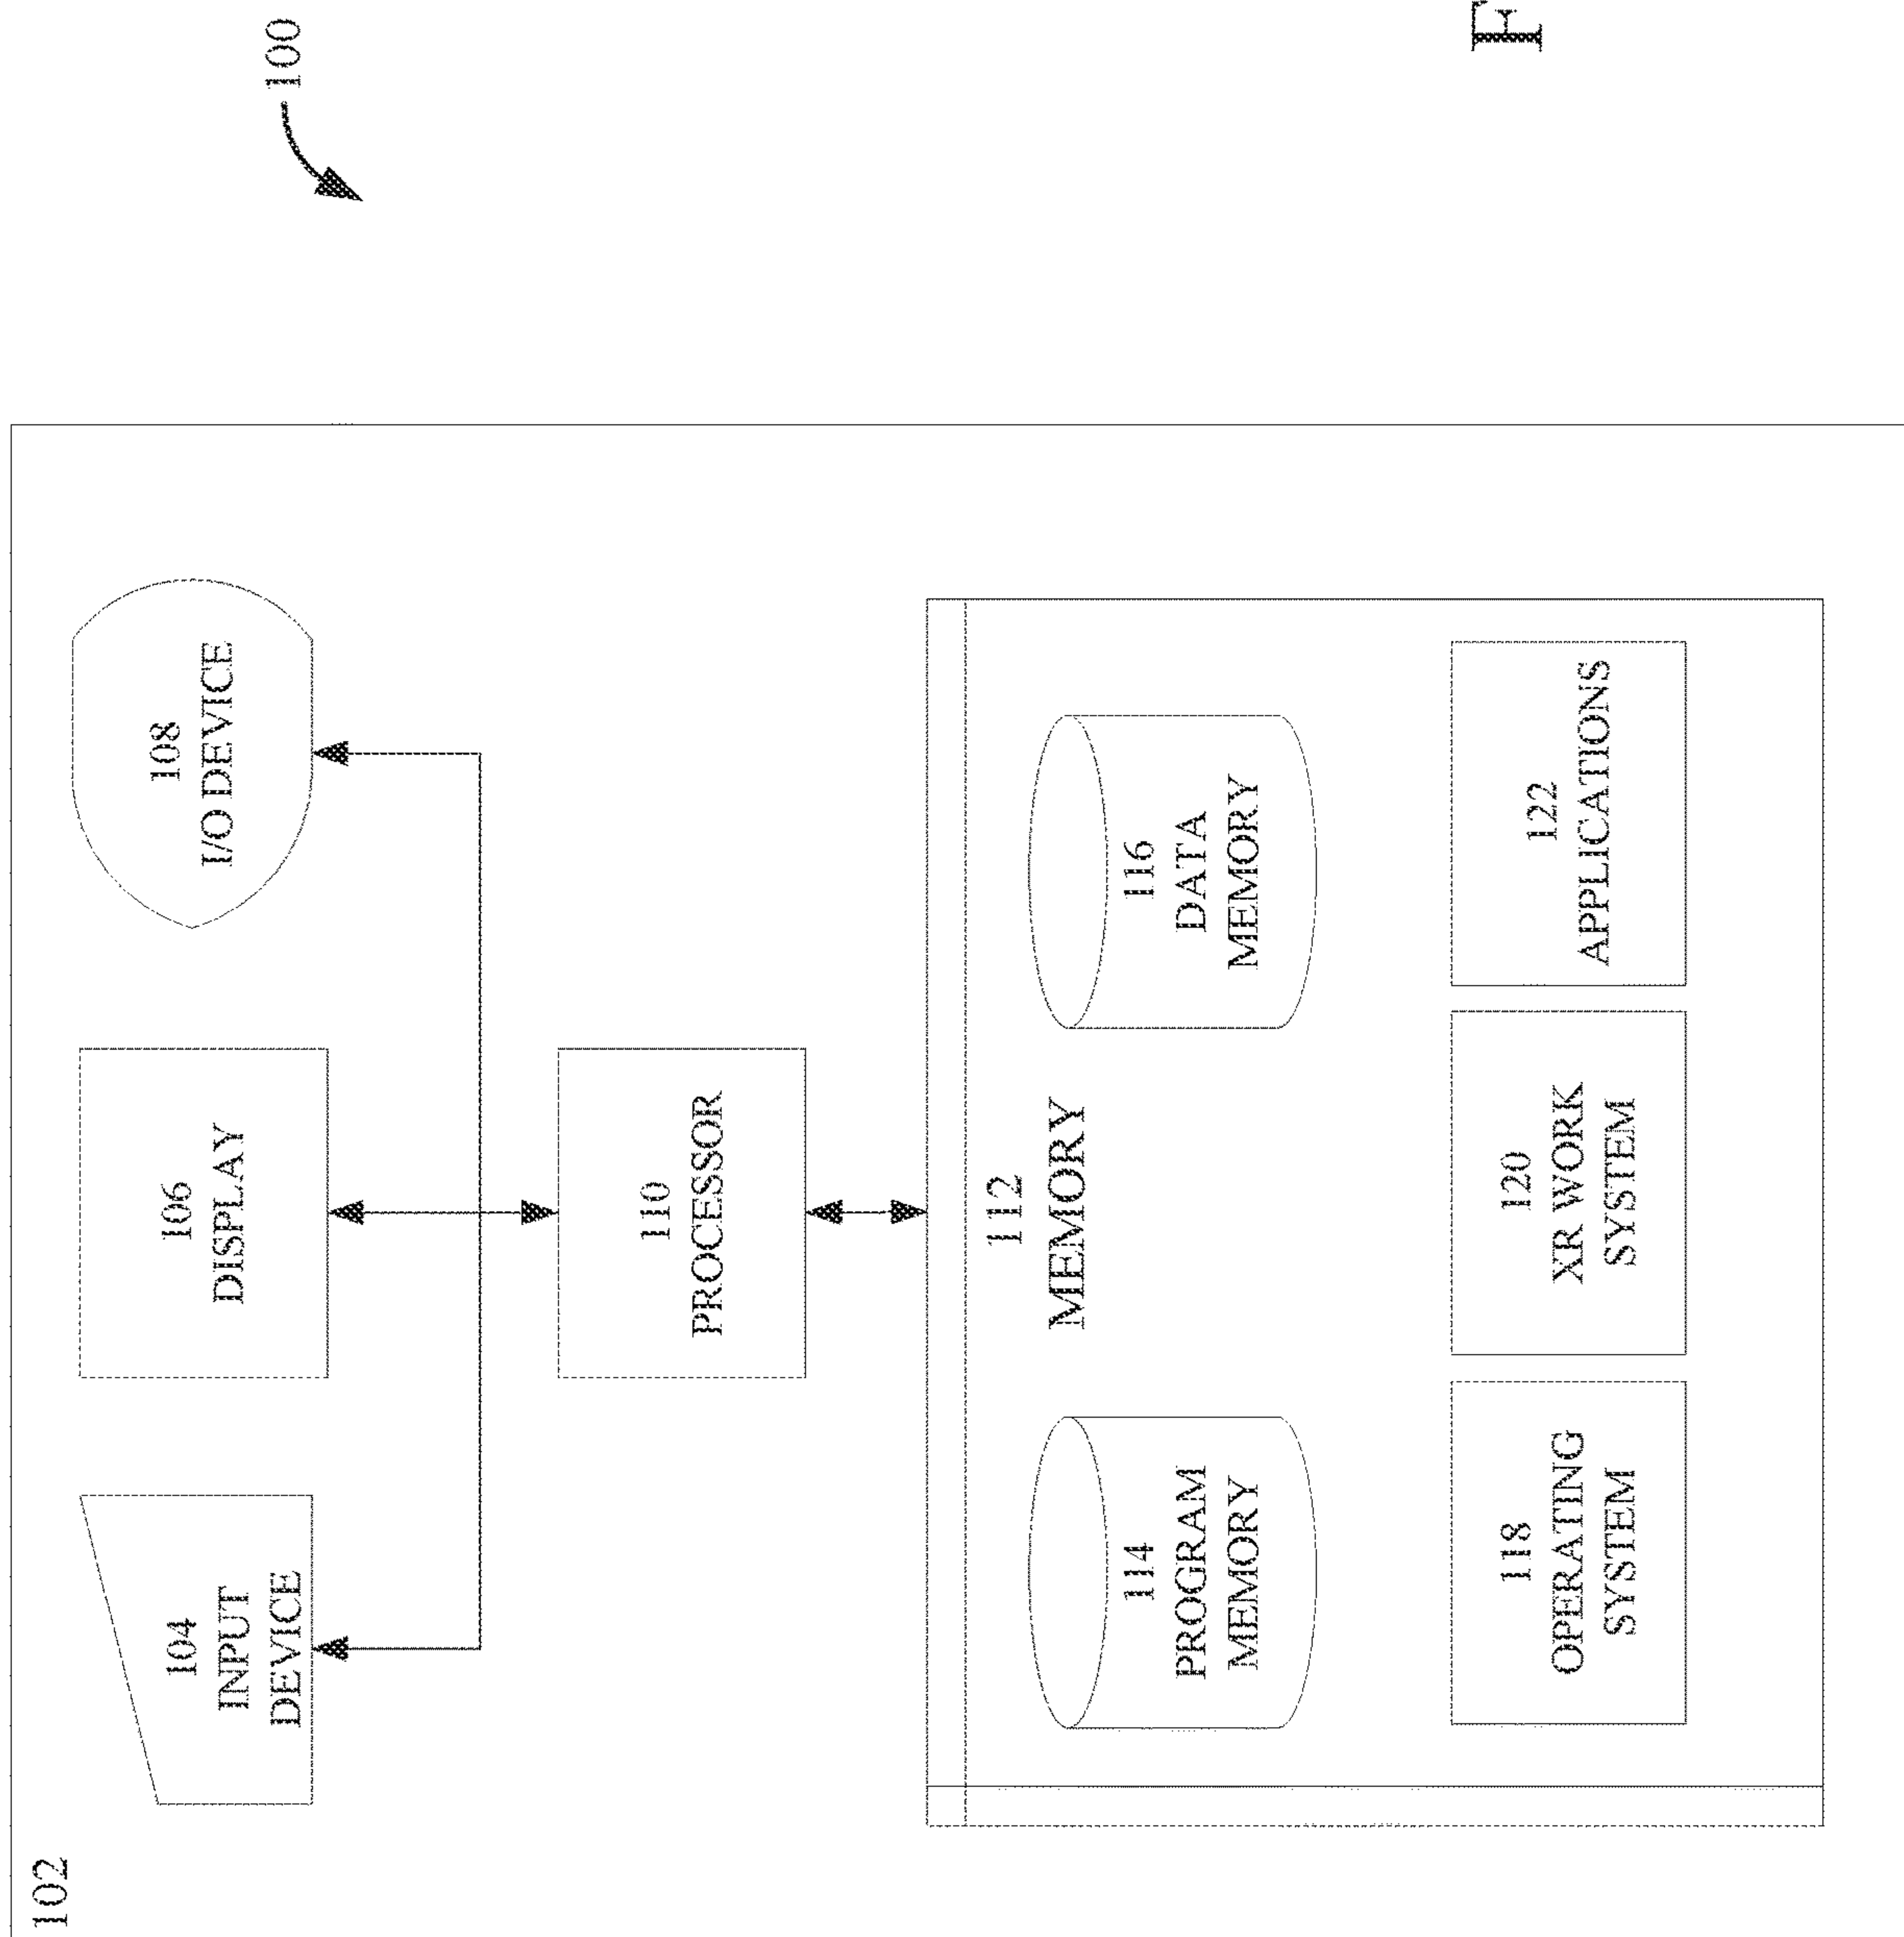 100
102
104
INPUT
DEVICE
106
DISPLAY
108
I/O DEVICE
110
PROCESSOR
112
MEMORY
114
PROGRAM
MEMORY
116
DATA
MEMORY
118
OPERATING
SYSTEM
120
XR WORK
SYSTEM
122
APPLICATIONS
F